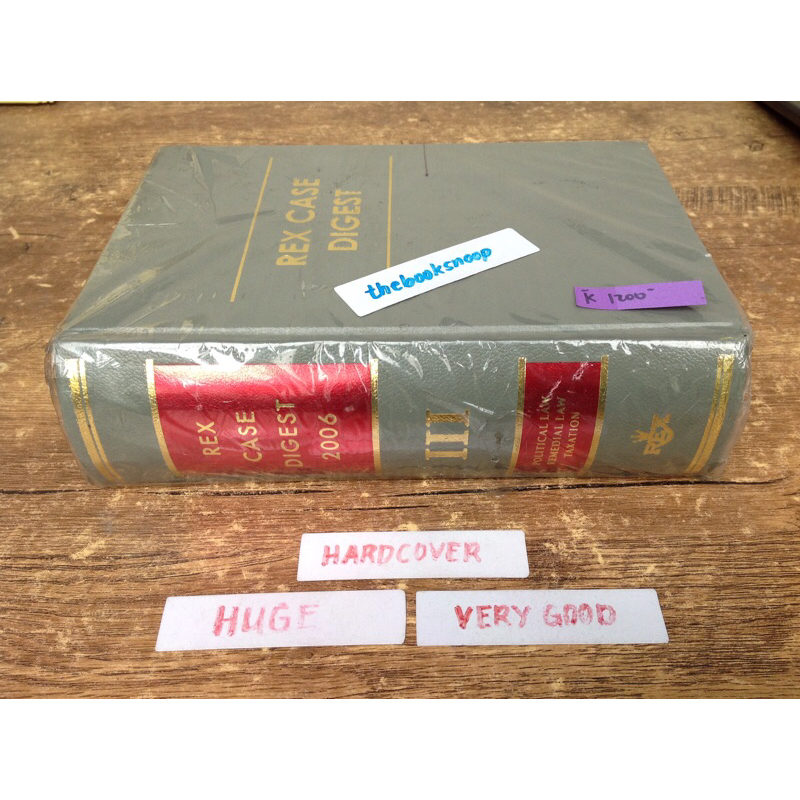 REX CASE
DIGEST
thebooksnoop
K 1200
REX
CASE
DIGEST
2006
III
POLITICAL LAW
REMEDIAL LAW
TAXATION
REX
HARDCOVER
HUGE
VERY GOOD